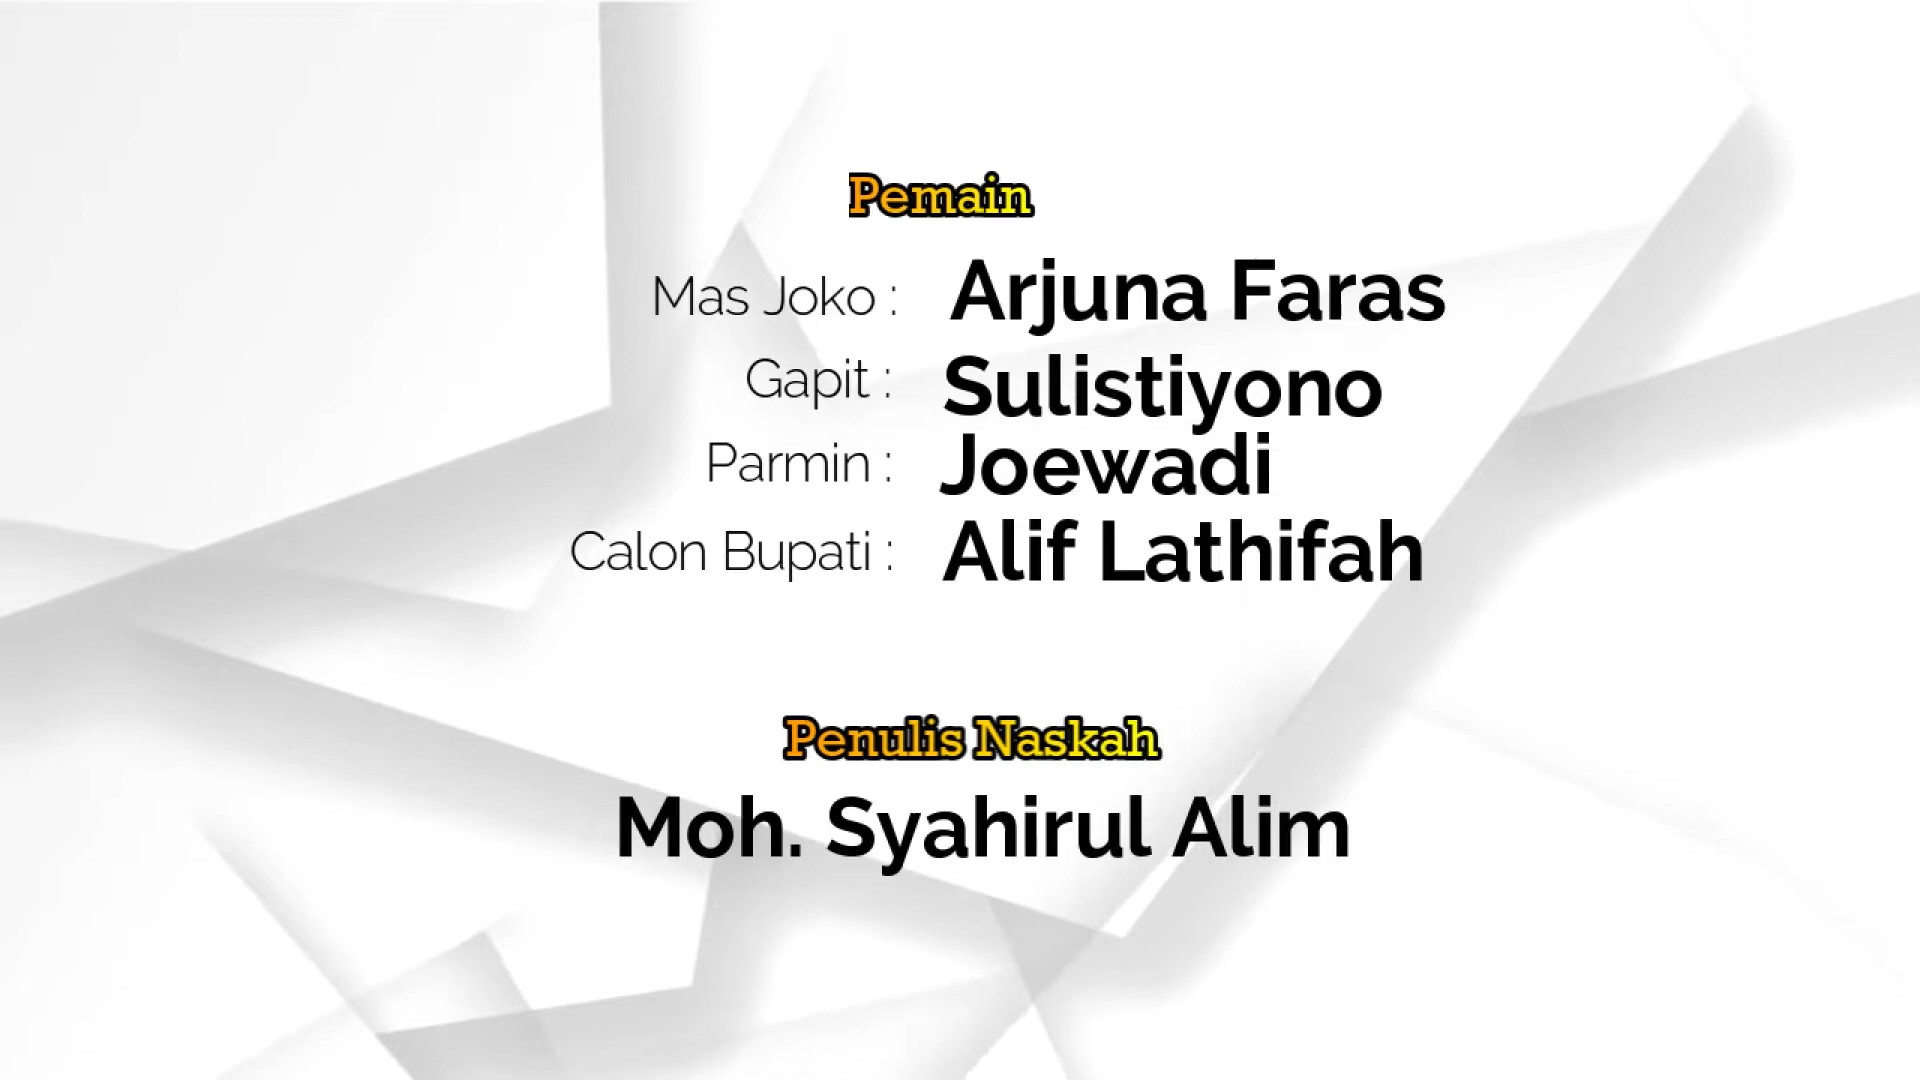 Pemain
Mas Joko : Arjuna Faras
Gapit : Sulistiyono
Parmin : Joewadi
Calon Bupati : Alif Lathifah
Penulis Naskah
Moh. Syahirul Alim